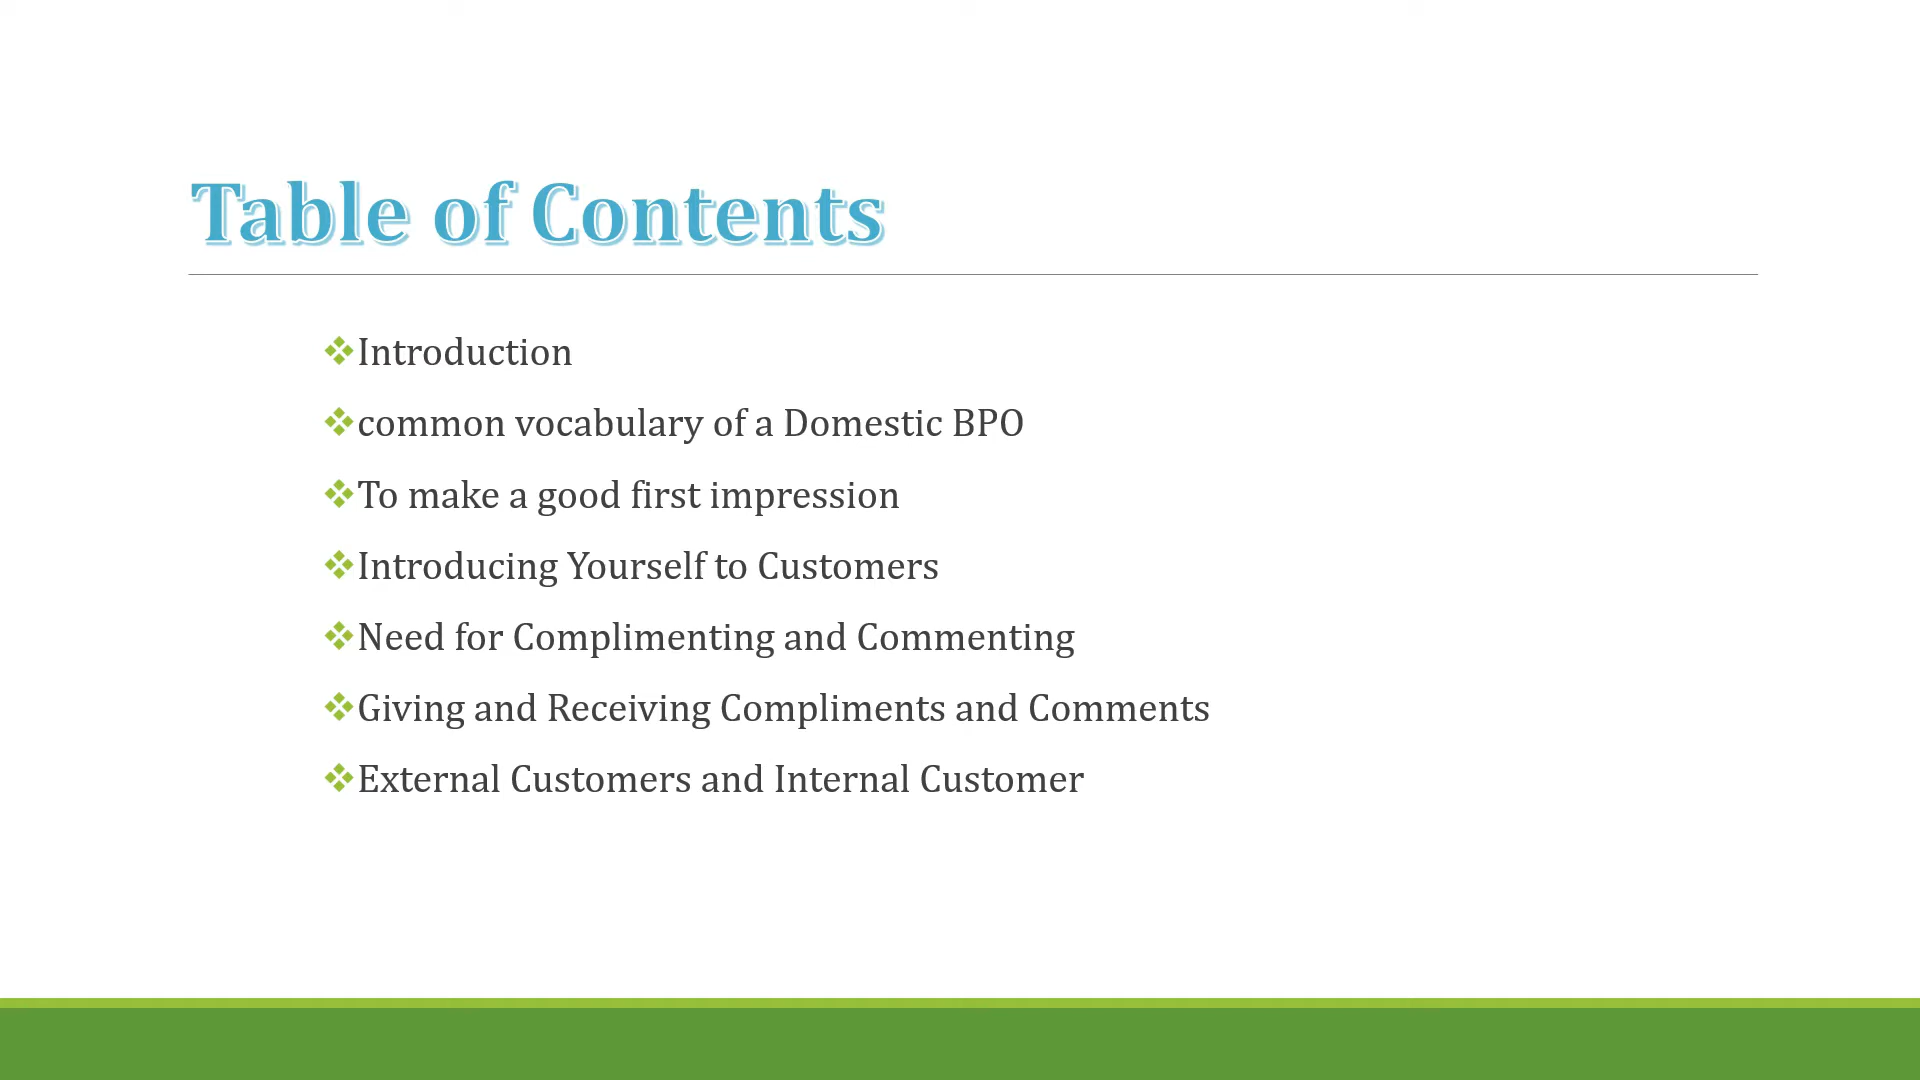 Table of Contents
❖Introduction
❖common vocabulary of a Domestic BPO
❖To make a good first impression
❖Introducing Yourself to Customers
❖Need for Complimenting and Commenting
❖Giving and Receiving Compliments and Comments
❖External Customers and Internal Customer